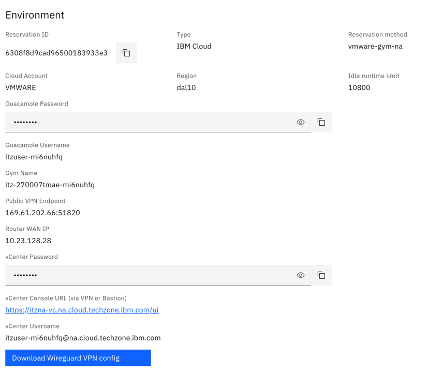 Environment
Reservation ID
Type
Reservation method
6308f8d9cad96500183933e3
IBM Cloud
vmware-gym-na
Cloud Account
Region
Idle runtime limit
VMWARE
dal10
10800
Guacamole Password
••••••••
Guacamole Username
itzuser-mi6nuhfq
Gym Name
itz-270007tmae-mi6nuhfq
Public VPN Endpoint
169.61.202.66:51820
Router WAN IP
10.23.128.28
vCenter Password
••••••••
vCenter Console URL (via VPN or Bastion)
https://itzna-vc.na.cloud.techzone.ibm.com/ui
vCenter Username
itzuser-mi6nuhfq@na.cloud.techzone.ibm.com
Download Wireguard VPN config